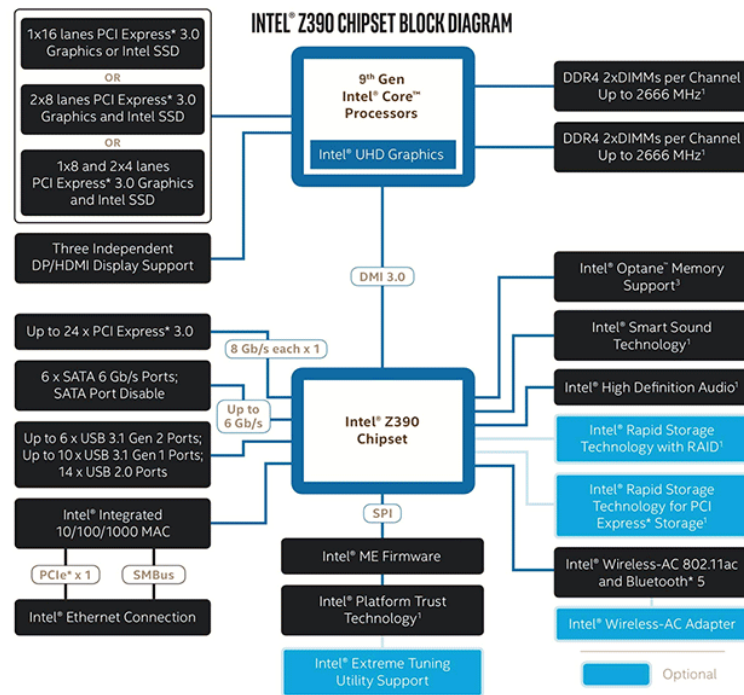 INTEL® Z390 CHIPSET BLOCK DIAGRAM
1x16 lanes PCI Express* 3.0
Graphics or Intel SSD
OR
2x8 lanes PCI Express* 3.0
Graphics and Intel SSD
OR
1x8 and 2x4 lanes
PCI Express* 3.0 Graphics
and Intel SSD
Three Independent
DP/HDMI Display Support
9th Gen
Intel® Core™
Processors
Intel® UHD Graphics
DDR4 2xDIMMs per Channel
Up to 2666 MHz¹
DDR4 2xDIMMs per Channel
Up to 2666 MHz¹
DMI 3.0
Up to 24 x PCI Express* 3.0
8 Gb/s each x 1
6 x SATA 6 Gb/s Ports;
SATA Port Disable
Up to
6 Gb/s
Up to 6 x USB 3.1 Gen 2 Ports;
Up to 10 x USB 3.1 Gen 1 Ports;
14 x USB 2.0 Ports
Intel® Integrated
10/100/1000 MAC
PCIe* x 1
SMBus
Intel® Ethernet Connection
Intel® Z390
Chipset
SPI
Intel® ME Firmware
Intel® Platform Trust
Technology¹
Intel® Extreme Tuning
Utility Support
Intel® Optane™ Memory
Support³
Intel® Smart Sound
Technology¹
Intel® High Definition Audio¹
Intel® Rapid Storage
Technology with RAID¹
Intel® Rapid Storage
Technology for PCI
Express* Storage¹
Intel® Wireless-AC 802.11ac
and Bluetooth* 5
Intel® Wireless-AC Adapter
Optional